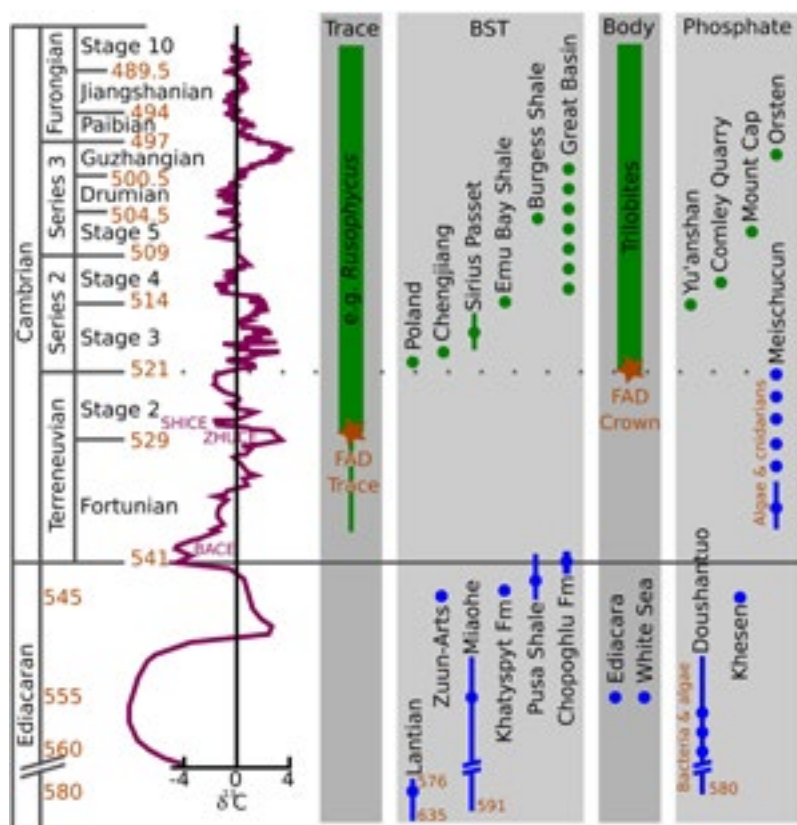 Trace
BST
Body
Phosphate
Cambrian
Ediacaran
Furongian
Series 3
Series 2
Terreneuvian
Stage 10
489.5
Jiangshanian
494
Paibian
497
Guzhangian
500.5
Drumian
504.5
Stage 5
509
Stage 4
514
Stage 3
521
Stage 2
529
Fortunian
541
545
555
560
580
SHICE
BACE
-4
0
4
δ¹³C
e.g. Rusophycus
FAD
Trace
Poland
Chengjiang
Sirius Passet
Emu Bay Shale
Burgess Shale
Great Basin
Lantian
576
635
Zuun-Arts
Miaohe
591
Khatyspyt Fm
Pusa Shale
Chopoghlu Fm
Trilobites
FAD
Crown
Ediacara
White Sea
Yu'anshan
Comley Quarry
Mount Cap
Orsten
Meischucun
Algae & cnidarians
Doushantuo
Bacteria & algae
580
Khesen